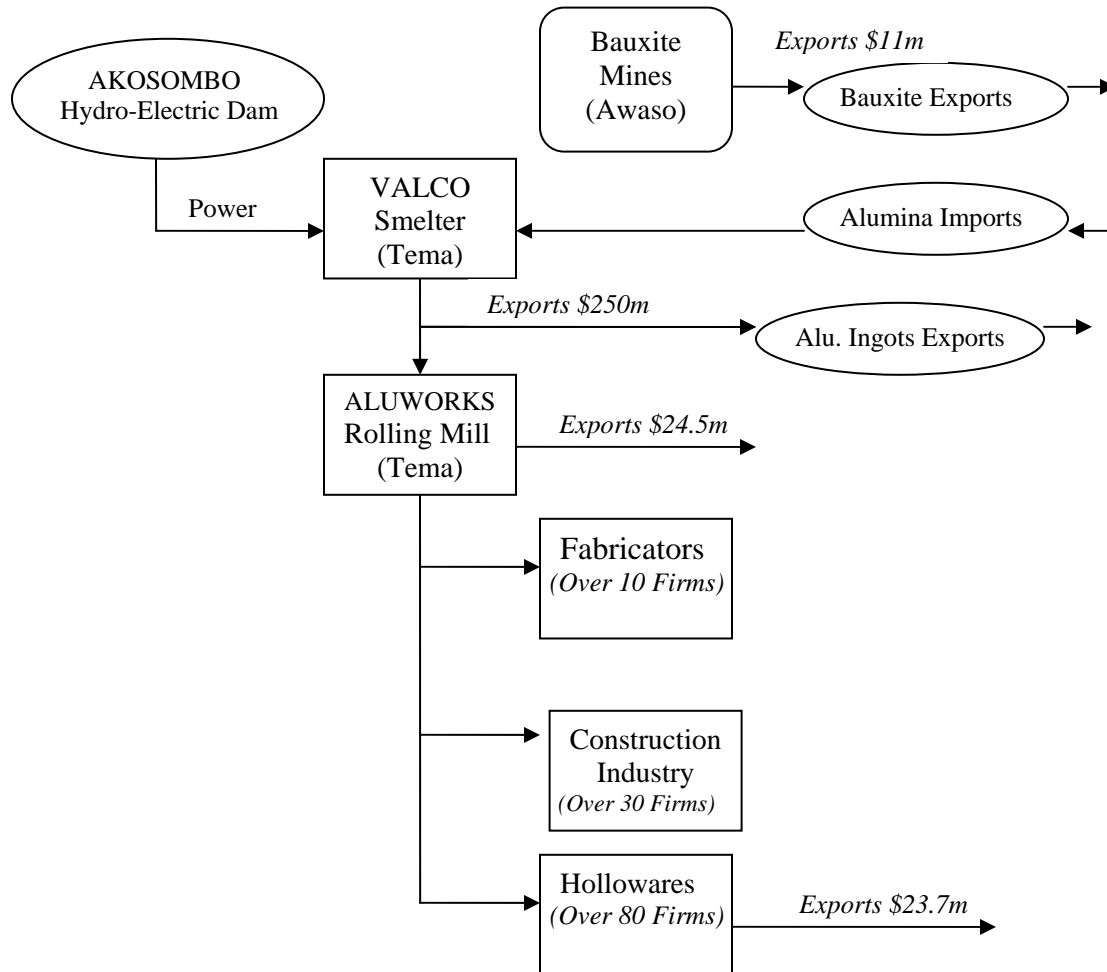 AKOSOMBO
Hydro-Electric Dam
Bauxite
Mines
(Awaso)
Exports $11m
Bauxite Exports
Power
VALCO
Smelter
(Tema)
Alumina Imports
Exports $250m
Alu. Ingots Exports
ALUWORKS
Rolling Mill
(Tema)
Exports $24.5m
Fabricators
(Over 10 Firms)
Construction
Industry
(Over 30 Firms)
Hollowares
(Over 80 Firms)
Exports $23.7m